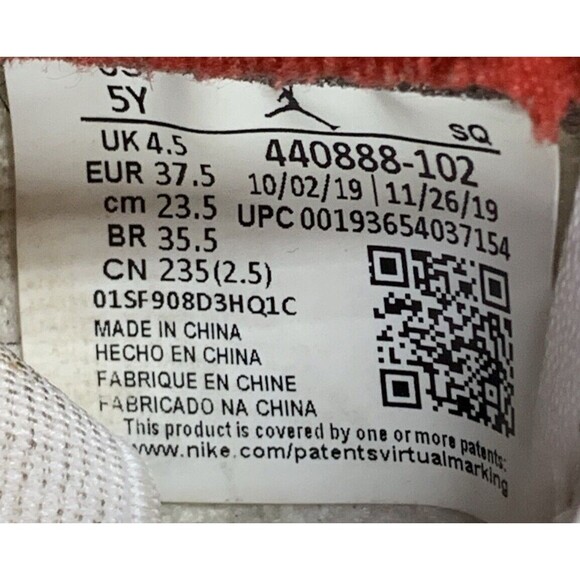 5Y
UK 4.5
EUR 37.5
cm 23.5
BR 35.5
CN 235(2.5)
SQ
440888-102
10/02/19 | 11/26/19
UPC 00193654037154
01SF908D3HQ1C
MADE IN CHINA
HECHO EN CHINA
FABRIQUE EN CHINE
FABRICADO NA CHINA
This product is covered by one or more patents:
www.nike.com/patentsvirtualmarking